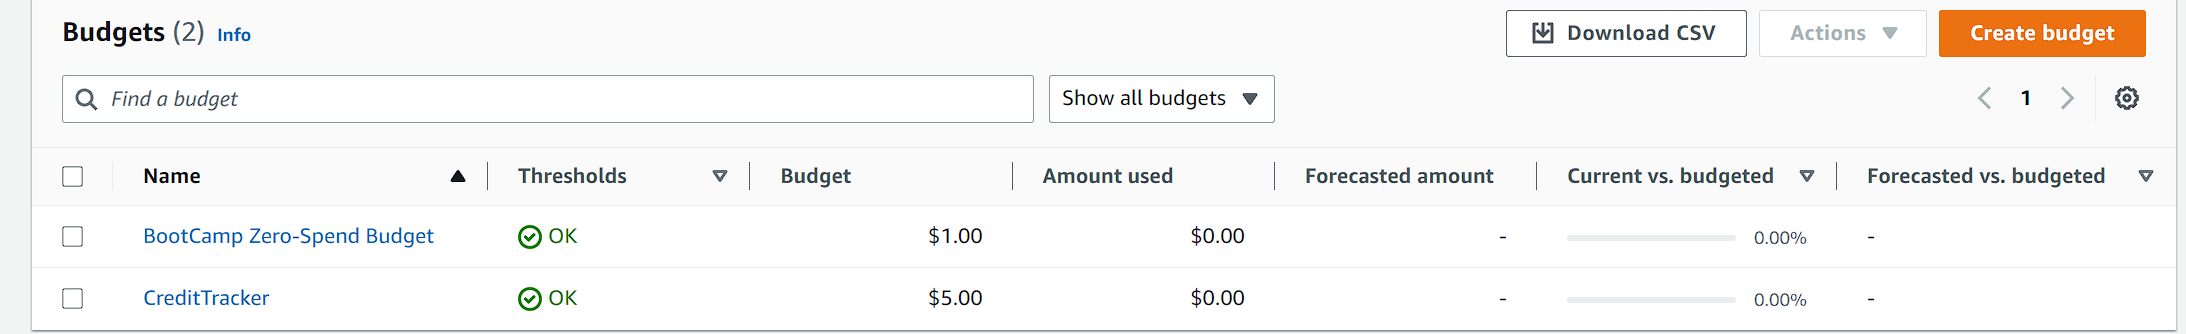 Budgets (2) Info
Download CSV
Actions
Create budget
Find a budget
Show all budgets
1
Name Thresholds Budget Amount used Forecasted amount Current vs. budgeted Forecasted vs. budgeted
BootCamp Zero-Spend Budget OK $1.00 $0.00 - 0.00% -
CreditTracker OK $5.00 $0.00 - 0.00% -